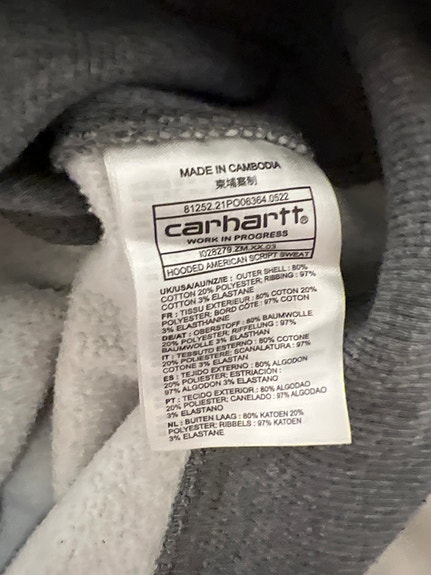 MADE IN CAMBODIA
柬埔寨制
81252.21PO06364.0522
carhartt®
WORK IN PROGRESS
I028279.ZM.XX.03
HOODED AMERICAN SCRIPT SWEAT
UK/USA/AU/NZ/IE : OUTER SHELL : 80%
COTTON 20% POLYESTER; RIBBING : 97%
COTTON 3% ELASTANE
FR : TISSU EXTERIEUR : 80% COTON 20%
POLYESTER; BORD CÔTE : 97% COTON
3% ELASTHANNE
DE/AT : OBERSTOFF : 80% BAUMWOLLE
20% POLYESTER; RIFFELUNG : 97%
BAUMWOLLE 3% ELASTHAN
IT : TESSUTO ESTERNO : 80% COTONE
20% POLIESTERE; SCANALATURA : 97%
COTONE 3% ELASTAN
ES : TEJIDO EXTERNO : 80% ALGODON
20% POLIESTER; ESTRIACIÓN :
97% ALGODON 3% ELASTANO
PT : TECIDO EXTERIOR : 80% ALGODAO
20% POLIESTER; CANELADO : 97% ALGODAO
3% ELASTANO
NL : BUITEN LAAG : 80% KATOEN 20%
POLYESTER; RIBBELS : 97% KATOEN
3% ELASTANE